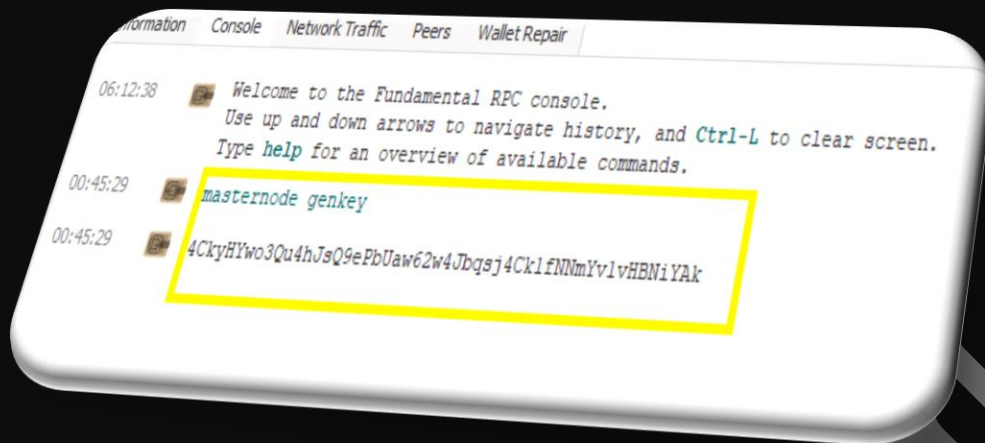 formation Console Network Traffic Peers Wallet Repair
06:12:38 Welcome to the Fundamental RPC console.
Use up and down arrows to navigate history, and Ctrl-L to clear screen.
Type help for an overview of available commands.
00:45:29 masternode genkey
00:45:29 4CkyHYwo3Qu4hJsQ9ePbUaw62w4Jbqsj4CklfNNmYvlvHBNiYAk